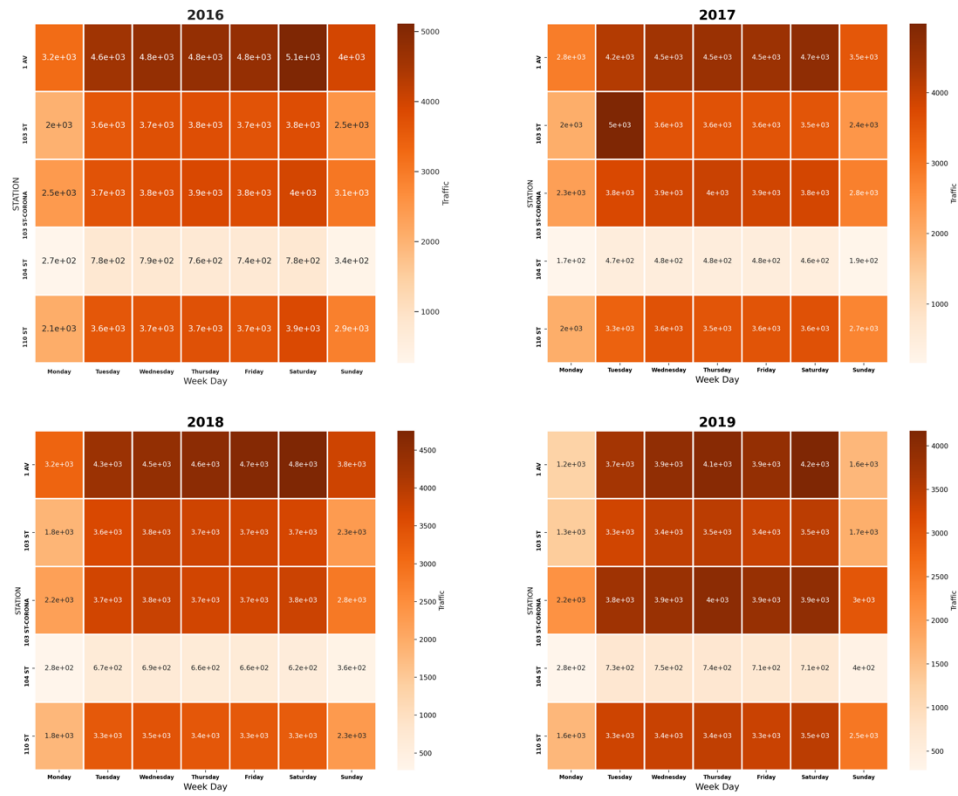 2016
1 AV 3.2e+03 4.6e+03 4.8e+03 4.8e+03 4.8e+03 5.1e+03 4e+03
103 ST 2e+03 3.6e+03 3.7e+03 3.8e+03 3.7e+03 3.8e+03 2.5e+03
103 ST-CORONA 2.5e+03 3.7e+03 3.8e+03 3.9e+03 3.8e+03 4e+03 3.1e+03
104 ST 2.7e+02 7.8e+02 7.9e+02 7.6e+02 7.4e+02 7.8e+02 3.4e+02
110 ST 2.1e+03 3.6e+03 3.7e+03 3.7e+03 3.7e+03 3.9e+03 2.9e+03
Monday Tuesday Wednesday Thursday Friday Saturday Sunday
Week Day
STATION
5000
4000
3000
2000
1000
Traffic
2017
1 AV 2.8e+03 4.2e+03 4.5e+03 4.5e+03 4.5e+03 4.7e+03 3.5e+03
103 ST 2e+03 5e+03 3.6e+03 3.6e+03 3.6e+03 3.5e+03 2.4e+03
103 ST-CORONA 2.3e+03 3.8e+03 3.9e+03 4e+03 3.9e+03 3.8e+03 2.8e+03
104 ST 1.7e+02 4.7e+02 4.8e+02 4.8e+02 4.8e+02 4.6e+02 1.9e+02
110 ST 2e+03 3.3e+03 3.6e+03 3.5e+03 3.6e+03 3.6e+03 2.7e+03
Monday Tuesday Wednesday Thursday Friday Saturday Sunday
Week Day
STATION
4000
3000
2000
1000
Traffic
2018
1 AV 3.2e+03 4.3e+03 4.5e+03 4.6e+03 4.7e+03 4.8e+03 3.8e+03
103 ST 1.8e+03 3.6e+03 3.8e+03 3.7e+03 3.7e+03 3.7e+03 2.3e+03
103 ST-CORONA 2.2e+03 3.7e+03 3.8e+03 3.7e+03 3.7e+03 3.8e+03 2.8e+03
104 ST 2.8e+02 6.7e+02 6.9e+02 6.6e+02 6.6e+02 6.2e+02 3.6e+02
110 ST 1.8e+03 3.3e+03 3.5e+03 3.4e+03 3.3e+03 3.3e+03 2.3e+03
Monday Tuesday Wednesday Thursday Friday Saturday Sunday
Week Day
STATION
4500
4000
3500
3000
2500
2000
1500
1000
500
Traffic
2019
1 AV 1.2e+03 3.7e+03 3.9e+03 4.1e+03 3.9e+03 4.2e+03 1.6e+03
103 ST 1.3e+03 3.3e+03 3.4e+03 3.5e+03 3.4e+03 3.5e+03 1.7e+03
103 ST-CORONA 2.2e+03 3.8e+03 3.9e+03 4e+03 3.9e+03 3.9e+03 3e+03
104 ST 2.8e+02 7.3e+02 7.5e+02 7.4e+02 7.1e+02 7.1e+02 4e+02
110 ST 1.6e+03 3.3e+03 3.4e+03 3.4e+03 3.3e+03 3.5e+03 2.5e+03
Monday Tuesday Wednesday Thursday Friday Saturday Sunday
Week Day
STATION
4000
3500
3000
2500
2000
1500
1000
500
Traffic